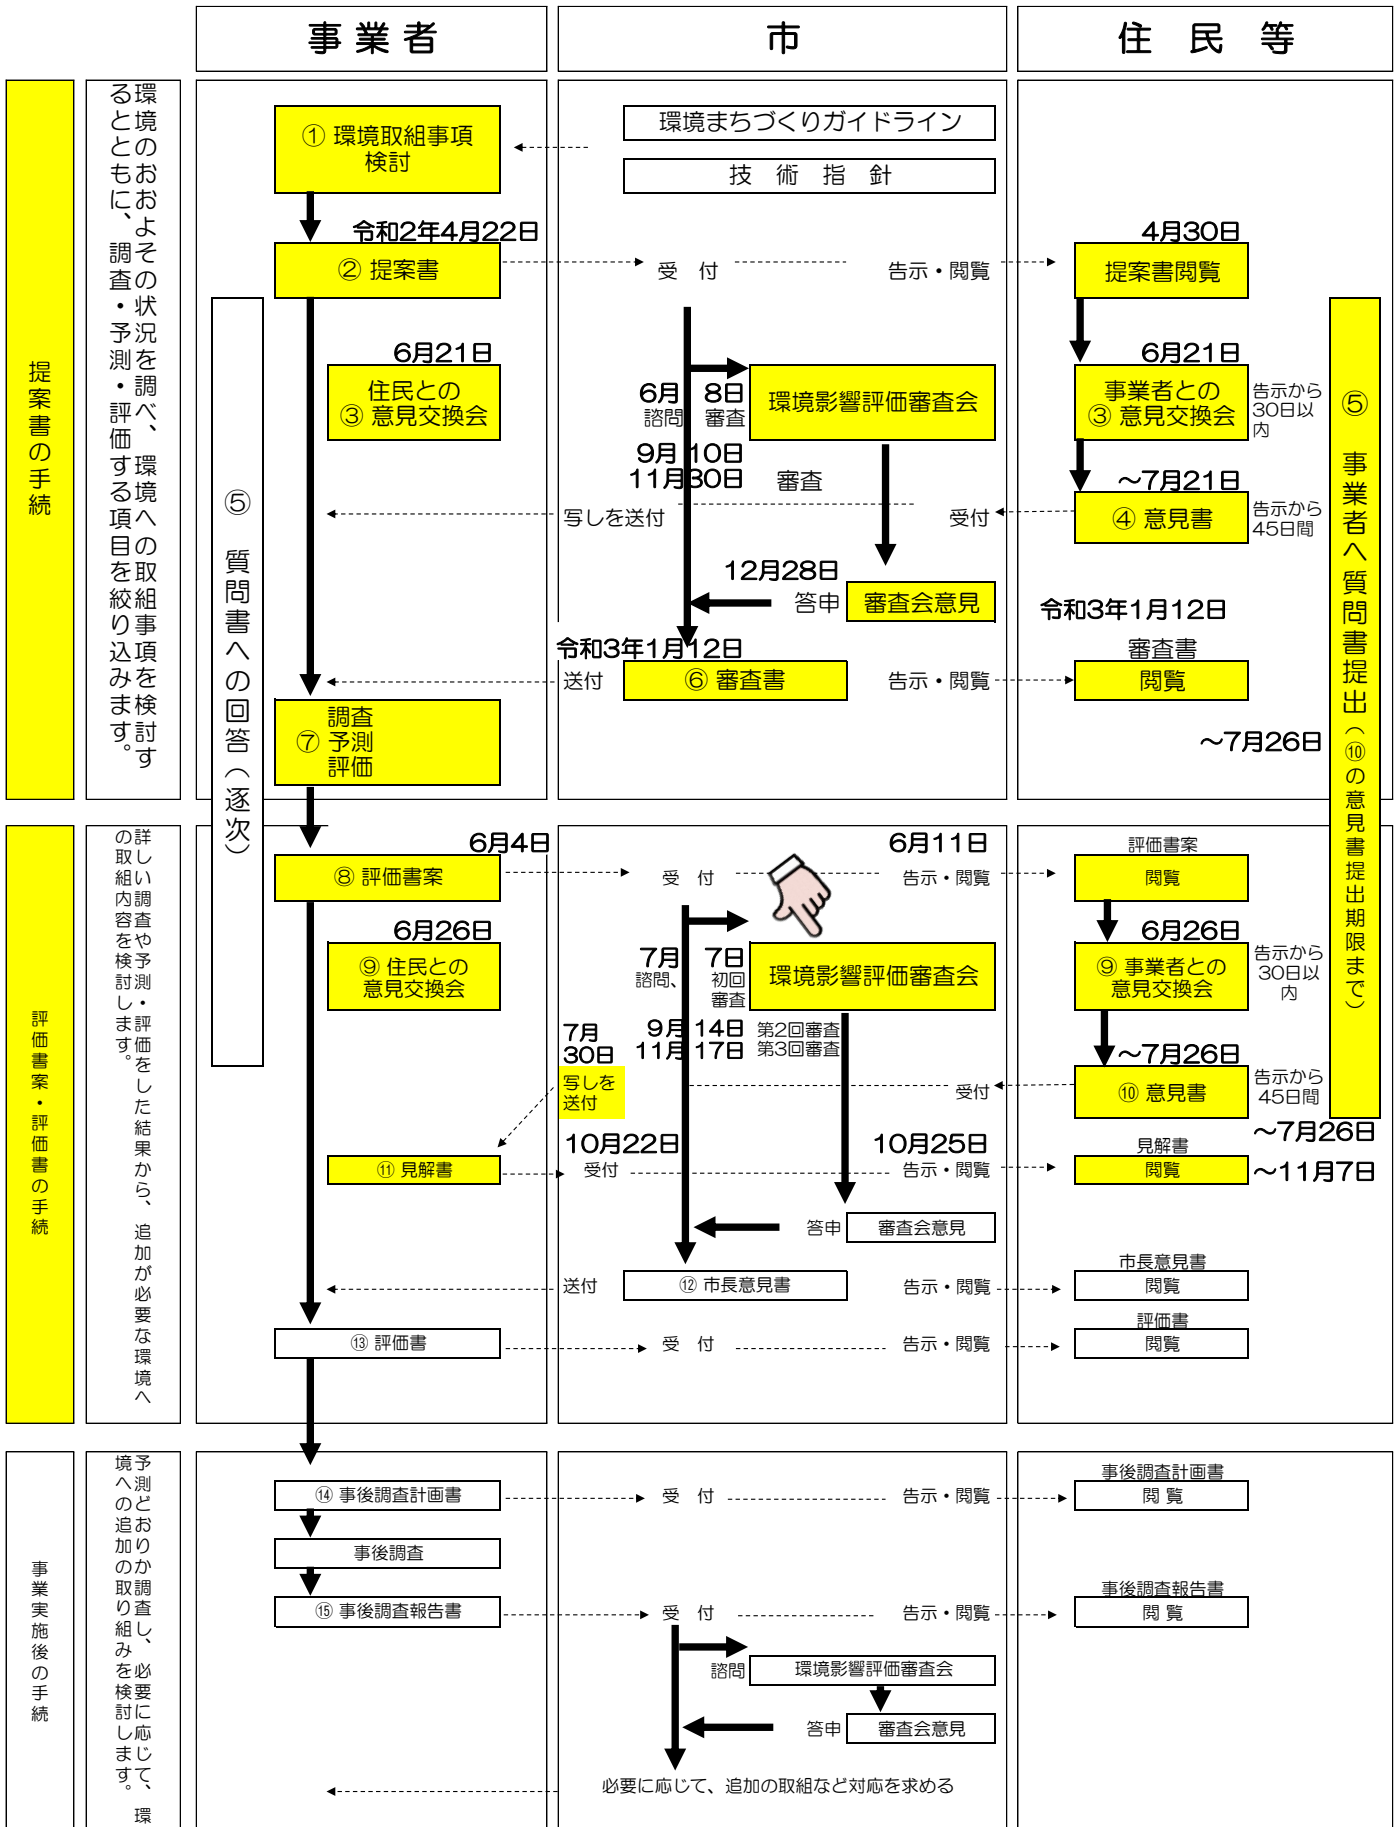 事業者
市
住民等
提案書の手続
環境のおおよその状況を調べ、環境への取組事項を検討す
るとともに、調査・予測・評価する項目を絞り込みます。
① 環境取組事項
検討
環境まちづくりガイドライン
技術指針
令和2年4月22日
② 提案書
受付
告示・閲覧
4月30日
提案書閲覧
6月21日
住民との
③ 意見交換会
6月 8日
諮問 審査
環境影響評価審査会
9月 10日
11月30日 審査
6月21日
事業者との
③ 意見交換会
告示から
30日以
内
～7月21日
④ 意見書
告示から
45日間
受付
写しを送付
12月28日
答申
審査会意見
令和3年1月12日
⑥ 審査書
送付
告示・閲覧
令和3年1月12日
審査書
閲覧
⑤ 質問書への回答（逐次）
⑤ 事業者へ質問書提出（⑩の意見書提出期限まで）
～7月26日
⑦
調査
予測
評価
評価書案・評価書の手続
詳しい調査や予測・評価をした結果から、追加が必要な環境へ
の取組内容を検討します。
6月4日
⑧ 評価書案
受付
6月11日
告示・閲覧
評価書案
閲覧
6月26日
⑨ 住民との
意見交換会
7月 7日
諮問、 初回
審査
環境影響評価審査会
9月 14日 第2回審査
11月 17日 第3回審査
6月26日
⑨ 事業者との
意見交換会
告示から
30日以
内
～7月26日
⑩ 意見書
告示から
45日間
～7月26日
受付
7月
30日
写しを
送付
⑪ 見解書
10月22日
受付
10月25日
告示・閲覧
見解書
閲覧
～11月7日
答申
審査会意見
送付
⑫ 市長意見書
告示・閲覧
市長意見書
閲覧
⑬ 評価書
受付
告示・閲覧
評価書
閲覧
事業実施後の手続
予測どおりか調査し、必要に応じて、環
境への追加の取り組みを検討します。
⑭ 事後調査計画書
受付
告示・閲覧
事後調査計画書
閲覧
事後調査
⑮ 事後調査報告書
受付
告示・閲覧
事後調査報告書
閲覧
諮問
環境影響評価審査会
答申
審査会意見
必要に応じて、追加の取組など対応を求める